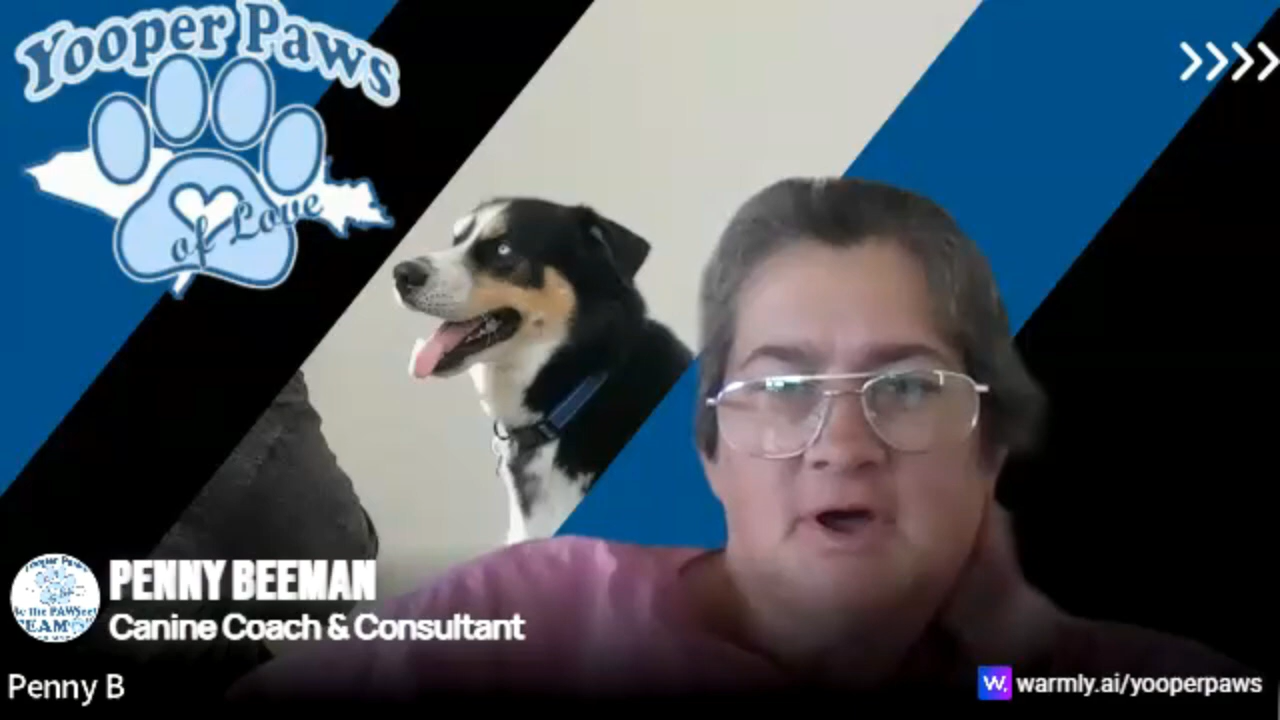 Yooper Paws
of Love
PENNY BEEMAN
Canine Coach & Consultant
Penny B
W.
warmly.ai/yooperpaws